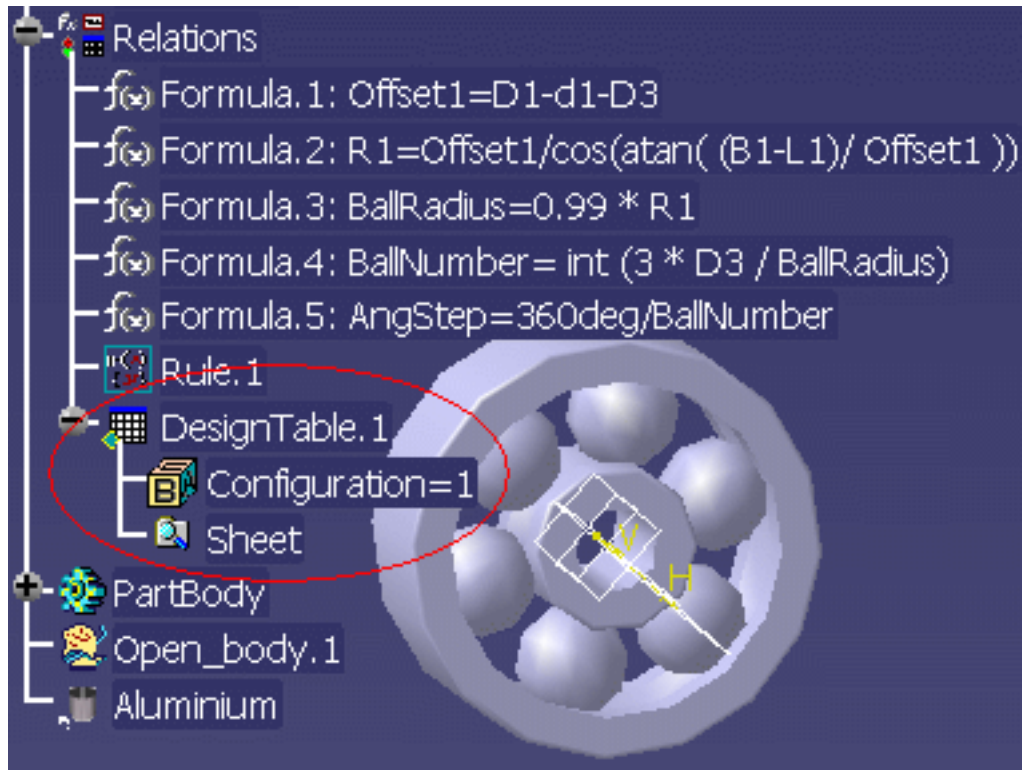 Relations
Formula.1: Offset1=D1-d1-D3
Formula.2: R1=Offset1/cos(atan( (B1-L1)/ Offset1 ))
Formula.3: BallRadius=0.99 * R1
Formula.4: BallNumber= int (3 * D3 / BallRadius)
Formula.5: AngStep=360deg/BallNumber
Rule.1
DesignTable.1
Configuration=1
Sheet
PartBody
Open_body.1
Aluminium
V
H